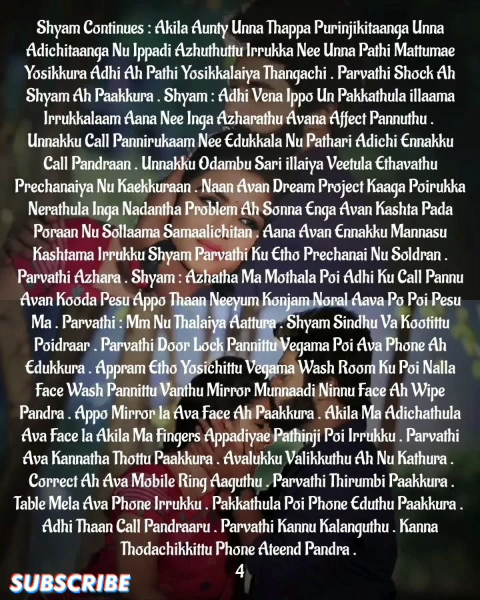 Shyam Continues : Akila Aunty Unna Thappa Purinjikitaanga Unna
Adichitaanga Nu Ippadi Azhuthuttu Irrukka Nee Unna Pathi Mattumae
Yosikkura Adhi Ah Pathi Yosikkalaiya Thangachi . Parvathi Shock Ah
Shyam Ah Paakkura . Shyam : Adhi Vena Ippo Un Pakkathula illaama
Irrukkalaam Aana Nee Inga Azharathu Avana Affect Pannuthu .
Unnakku Call Pannirukaam Nee Edukkala Nu Pathari Adichi Ennakku
Call Pandraan . Unnakku Odambu Sari illaiya Veetula Ethavathu
Prechanaiya Nu Kaekkuraan . Naan Avan Dream Project Kaaga Poirukka
Nerathula Inga Nadantha Problem Ah Sonna Enga Avan Kashta Pada
Poraan Nu Sollaama Samaalichitan . Aana Avan Ennakku Mannasu
Kashtama Irrukku Shyam Parvathi Ku Etho Prechanai Nu Soldran .
Parvathi Azhara . Shyam : Azhatha Ma Mothala Poi Adhi Ku Call Pannu
Avan Kooda Pesu Appo Thaan Neeyum Konjam Noral Aava Po Poi Pesu
Ma . Parvathi : Mm Nu Thalaiya Aattura . Shyam Sindhu Va Kootittu
Poidraar . Parvathi Door Lock Pannittu Vegama Poi Ava Phone Ah
Edukkura . Appram Etho Yosichittu Vegama Wash Room Ku Poi Nalla
Face Wash Pannittu Vanthu Mirror Munnaadi Ninnu Face Ah Wipe
Pandra . Appo Mirror la Ava Face Ah Paakkura . Akila Ma Adichathula
Ava Face la Akila Ma Fingers Appadiyae Pathinji Poi Irrukku . Parvathi
Ava Kannatha Thottu Paakkura . Avalukku Valikkuthu Ah Nu Kathura .
Correct Ah Ava Mobile Ring Aaguthu . Parvathi Thirumbi Paakkura .
Table Mela Ava Phone Irrukku . Pakkathula Poi Phone Eduthu Paakkura .
Adhi Thaan Call Pandraaru . Parvathi Kannu Kalanguthu . Kanna
Thodachikkittu Phone Ateend Pandra .
4
SUBSCRIBE